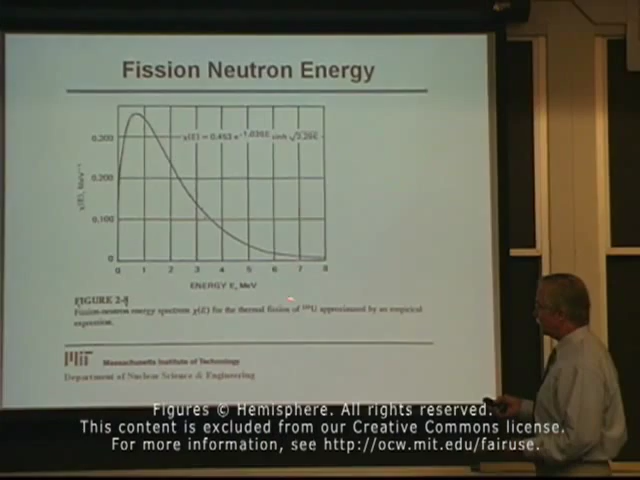 Fission Neutron Energy
χ(E) = 0.453 e^-1.036E sinh √2.29E
0.300
0.200
0.100
0
χ(E), MeV⁻¹
0 1 2 3 4 5 6 7 8
ENERGY E, MeV
FIGURE 2-8
Fission-neutron energy spectrum χ(E) for the thermal fission of ²³⁵U approximated by an empirical
expression.
MIT Massachusetts Institute of Technology
Department of Nuclear Science & Engineering
Figures © Hemisphere. All rights reserved.
This content is excluded from our Creative Commons license.
For more information, see http://ocw.mit.edu/fairuse.